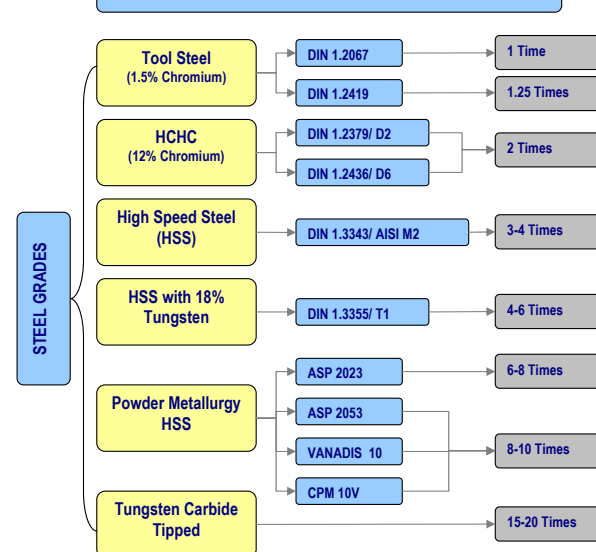 STEEL GRADES
Tool Steel
(1.5% Chromium)
DIN 1.2067
1 Time
DIN 1.2419
1.25 Times
HCHC
(12% Chromium)
DIN 1.2379/ D2
DIN 1.2436/ D6
2 Times
High Speed Steel
(HSS)
DIN 1.3343/ AISI M2
3-4 Times
HSS with 18%
Tungsten
DIN 1.3355/ T1
4-6 Times
Powder Metallurgy
HSS
ASP 2023
6-8 Times
ASP 2053
VANADIS 10
CPM 10V
8-10 Times
Tungsten Carbide
Tipped
15-20 Times